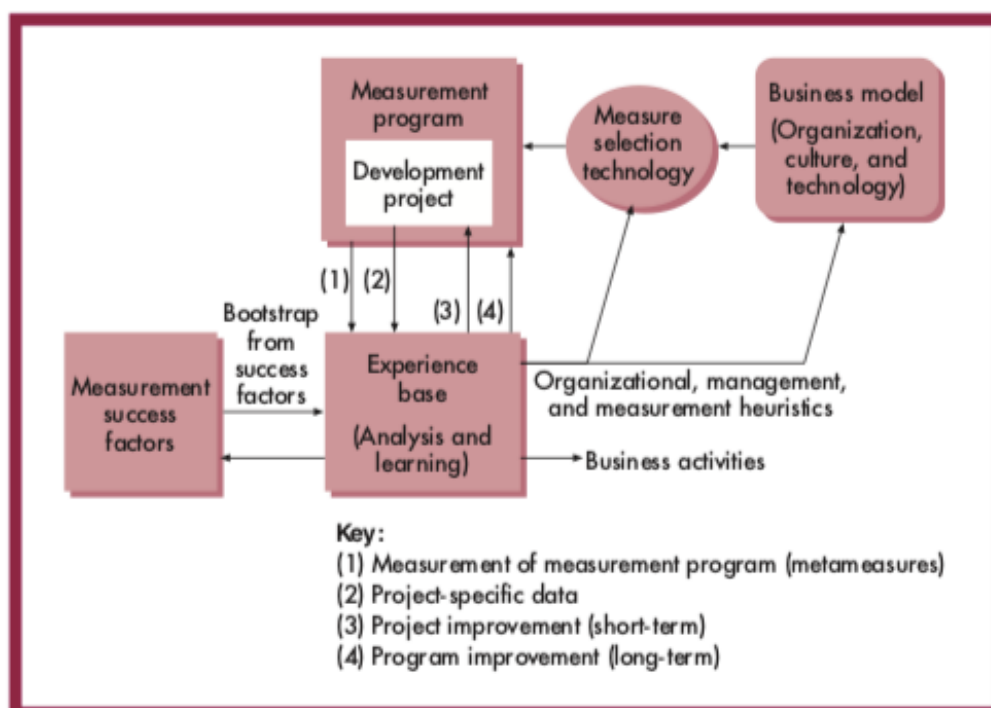 Measurement
program
Development
project
Measure
selection
technology
Business model
(Organization,
culture, and
technology)
(1)
(2)
(3)
(4)
Bootstrap
from
success
factors
Measurement
success
factors
Experience
base
(Analysis and
learning)
Organizational, management,
and measurement heuristics
Business activities
Key:
(1) Measurement of measurement program (metameasures)
(2) Project-specific data
(3) Project improvement (short-term)
(4) Program improvement (long-term)